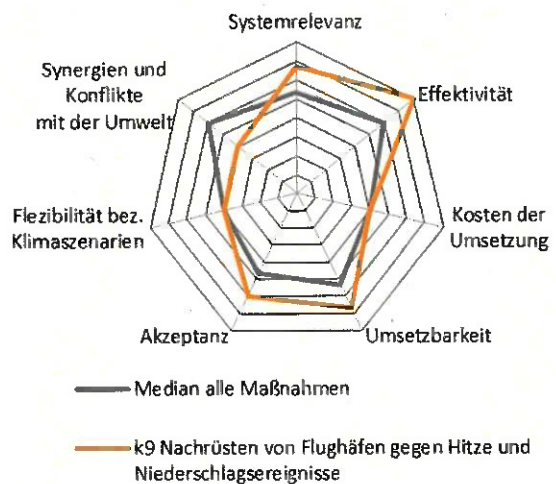 Systemrelevanz
Synergien und
Konflikte
mit der Umwelt
Effektivität
Flezibilität bez.
Klimaszenarien
Kosten der
Umsetzung
Akzeptanz
Umsetzbarkeit
Median alle Maßnahmen
k9 Nachrüsten von Flughäfen gegen Hitze und
Niederschlagsereignisse